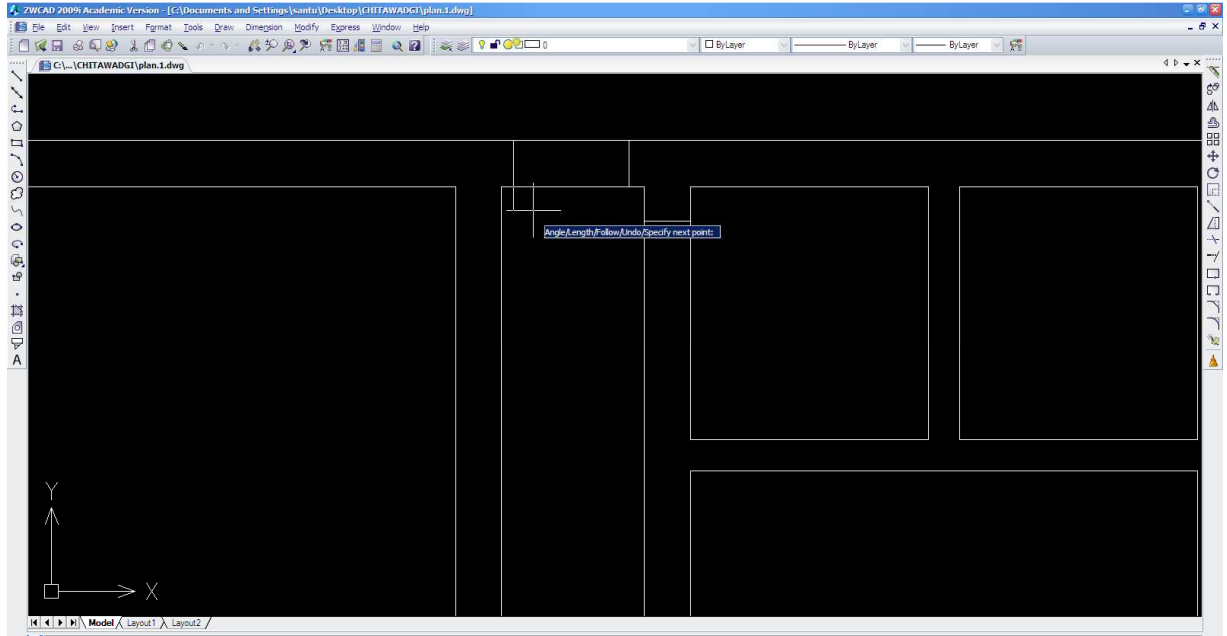 ZWCAD 2009i Academic Version - [C:\Documents and Settings\santu\Desktop\CHITAWADGI\plan.1.dwg]
File Edit View Insert Format Tools Draw Dimension Modify Express Window Help
0 ByLayer ByLayer ByLayer
C:\...\CHITAWADGI\plan.1.dwg
A
Angle/Length/Follow/Undo/Specify next point:
Y
X
Model Layout1 Layout2